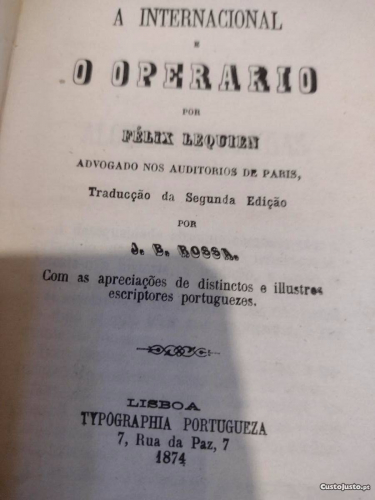 A INTERNACIONAL
E
O OPERARIO
POR
FÉLIX LEQUIEN
ADVOGADO NOS AUDITORIOS DE PARIS,
Traducção da Segunda Edição
POR
J. B. ROSSA.
Com as apreciações de distinctos e illustres
escriptores portuguezes.
LISBOA
TYPOGRAPHIA PORTUGUEZA
7, Rua da Paz, 7
1874
CustoJusto.pt